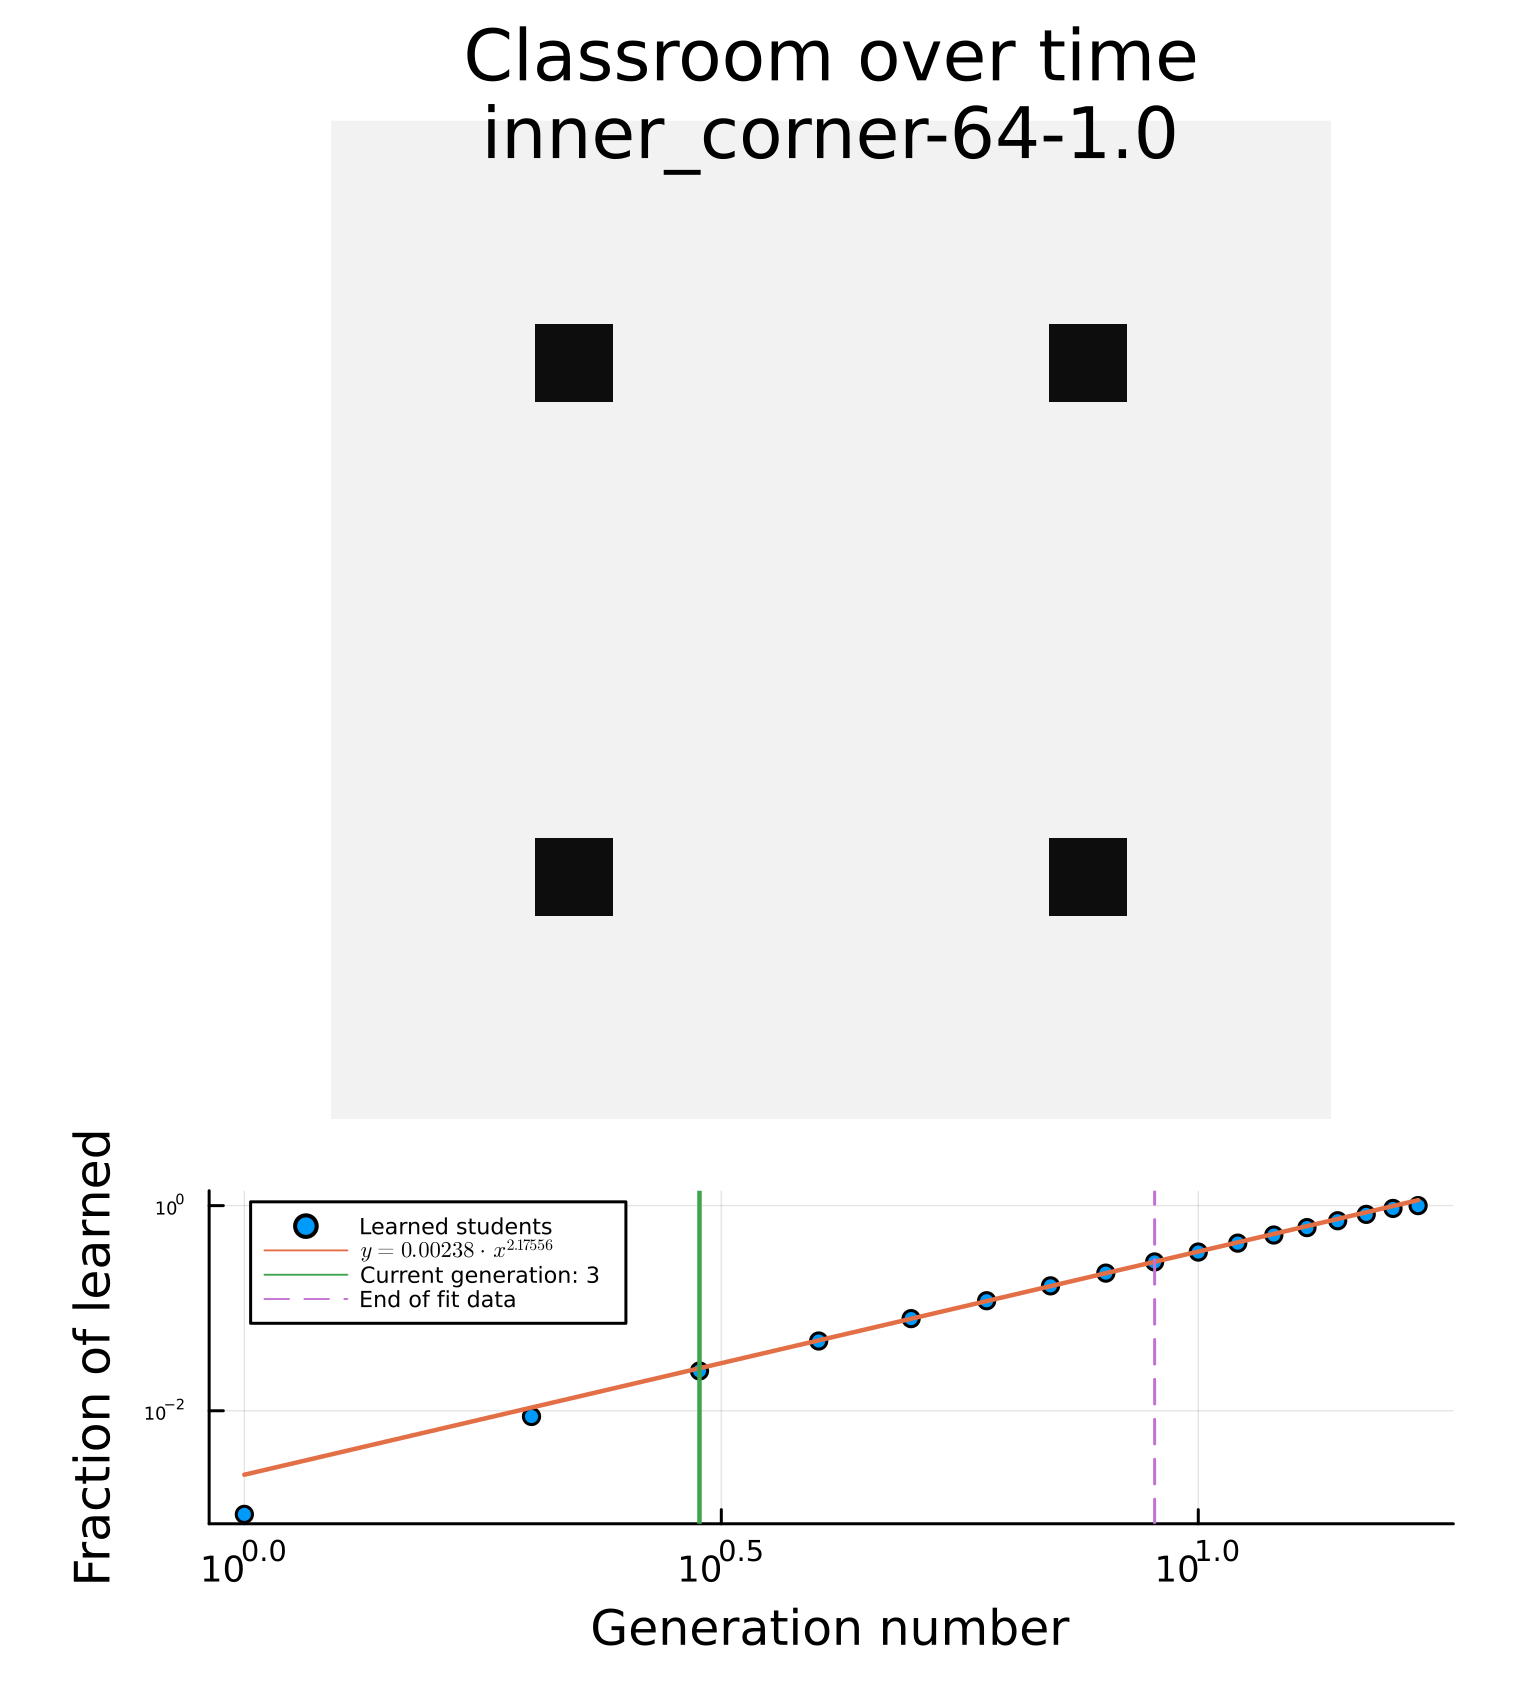 Classroom over time
inner_corner-64-1.0
Fraction of learned
10^0
10^−2
Learned students
y = 0.00238 · x^2.17556
Current generation: 3
End of fit data
10^0.0
10^0.5
10^1.0
Generation number